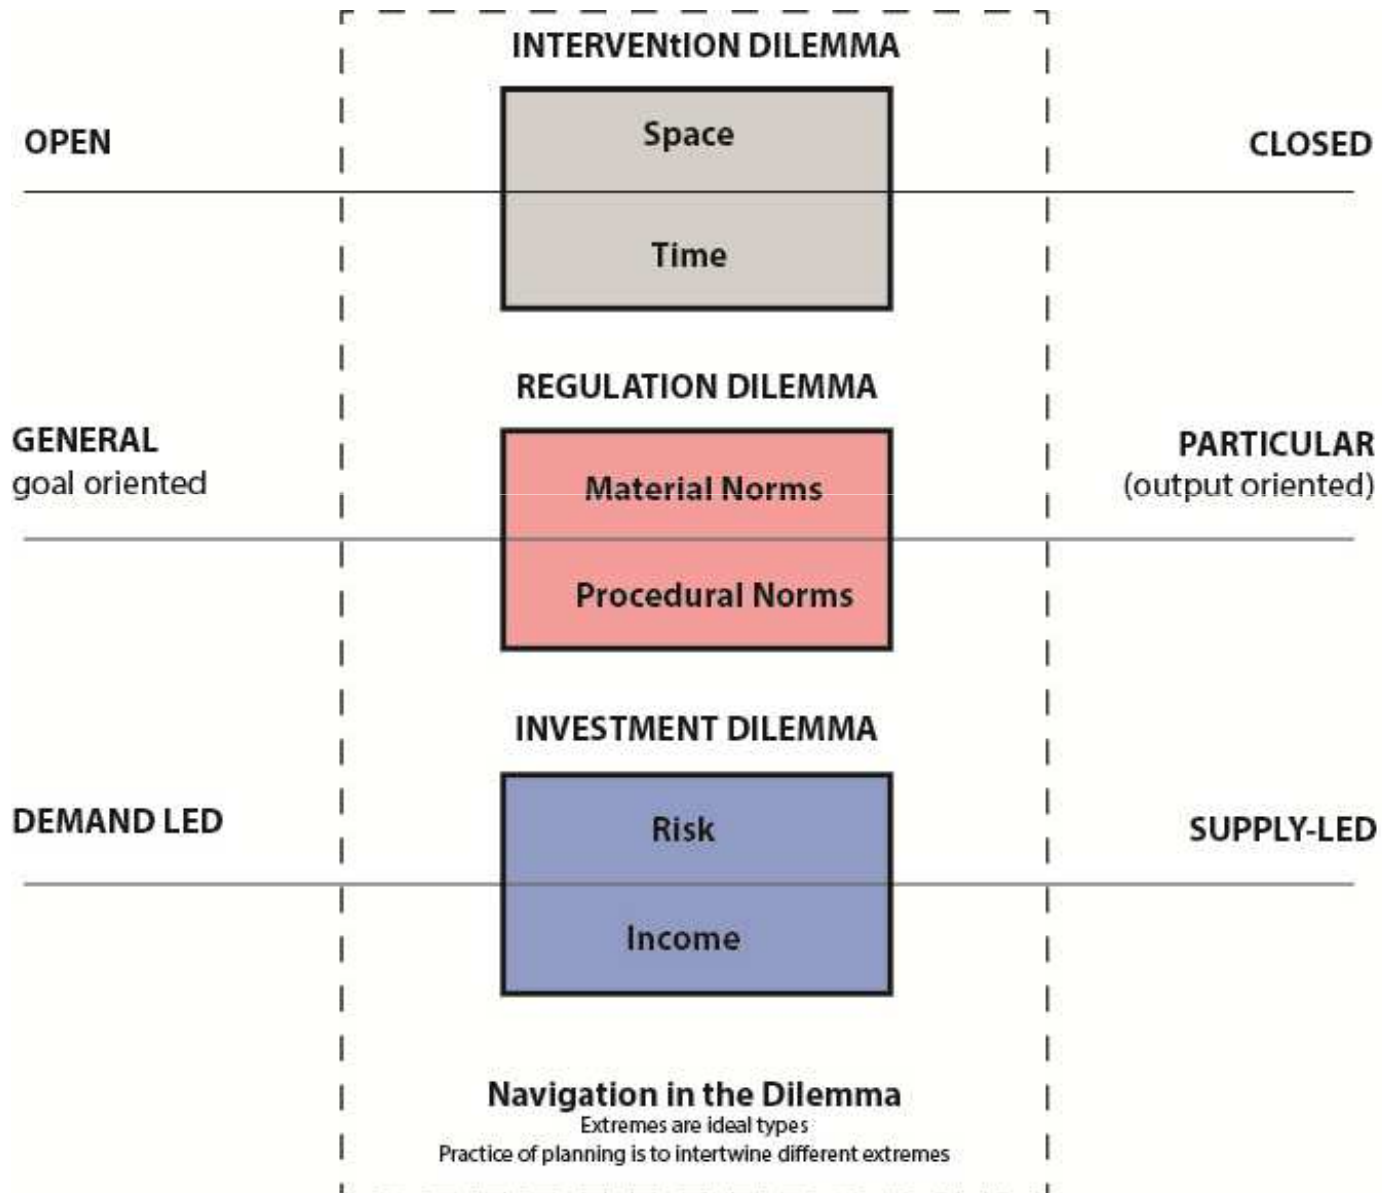 INTERVENtION DILEMMA
Space
OPEN
CLOSED
Time
REGULATION DILEMMA
GENERAL
goal oriented
PARTICULAR
(output oriented)
Material Norms
Procedural Norms
INVESTMENT DILEMMA
DEMAND LED
Risk
SUPPLY-LED
Income
Navigation in the Dilemma
Extremes are ideal types
Practice of planning is to intertwine different extremes